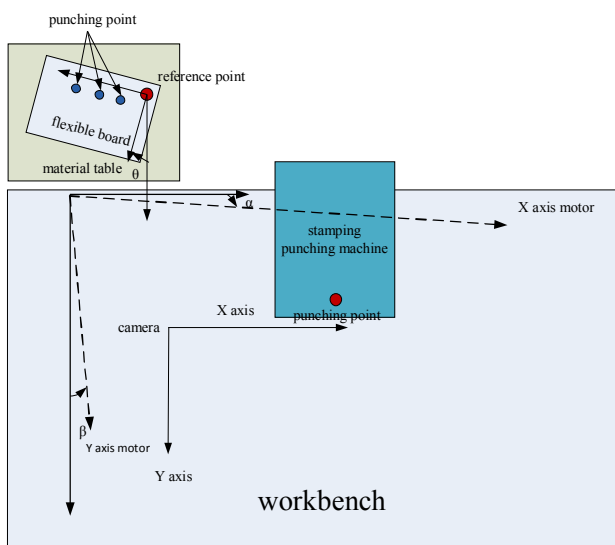 punching point
reference point
flexible board
material table
θ
α
X axis motor
stamping
punching machine
X axis
punching point
camera
β
Y axis motor
Y axis
workbench